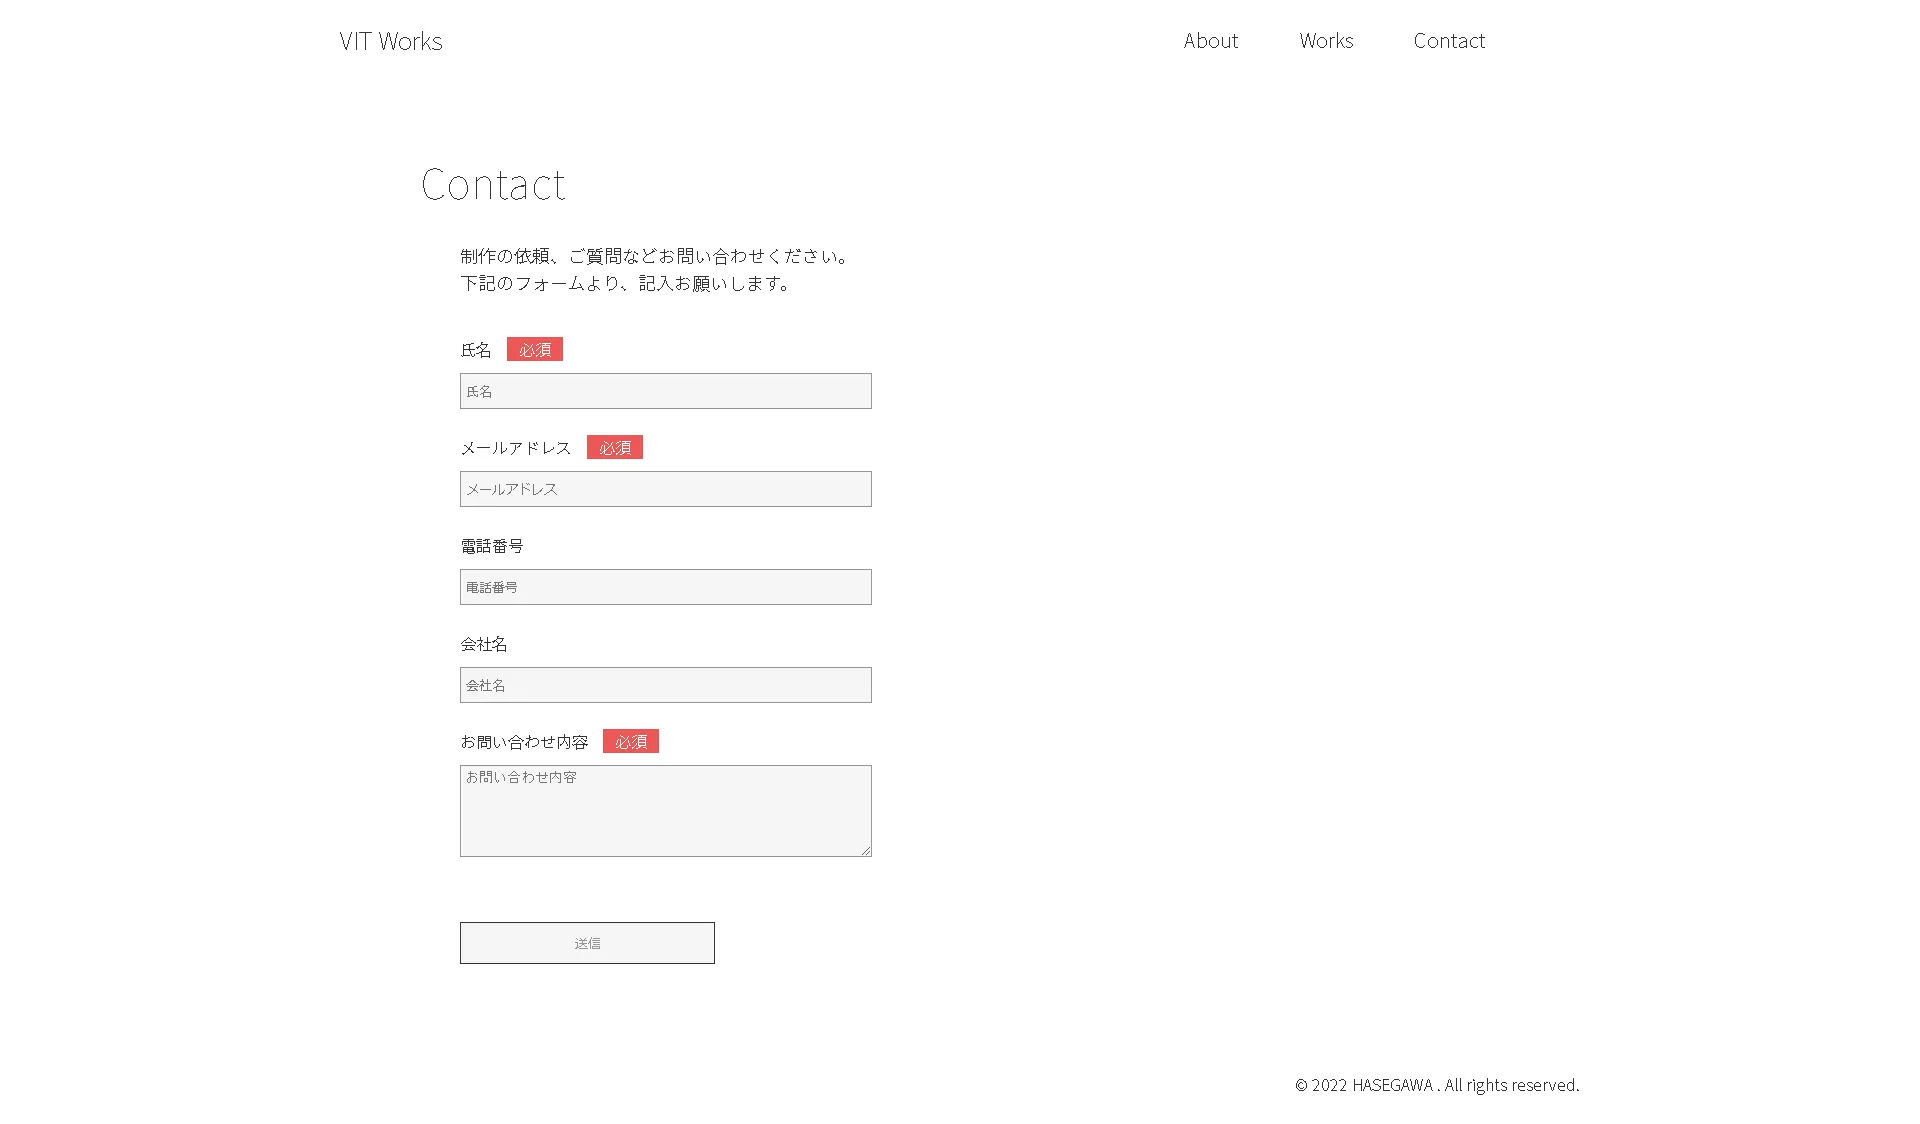 VIT Works
About
Works
Contact
Contact
制作の依頼、ご質問などお問い合わせください。
下記のフォームより、記入お願いします。
氏名 必須
氏名
メールアドレス 必須
メールアドレス
電話番号
電話番号
会社名
会社名
お問い合わせ内容 必須
お問い合わせ内容
送信
© 2022 HASEGAWA . All rights reserved.